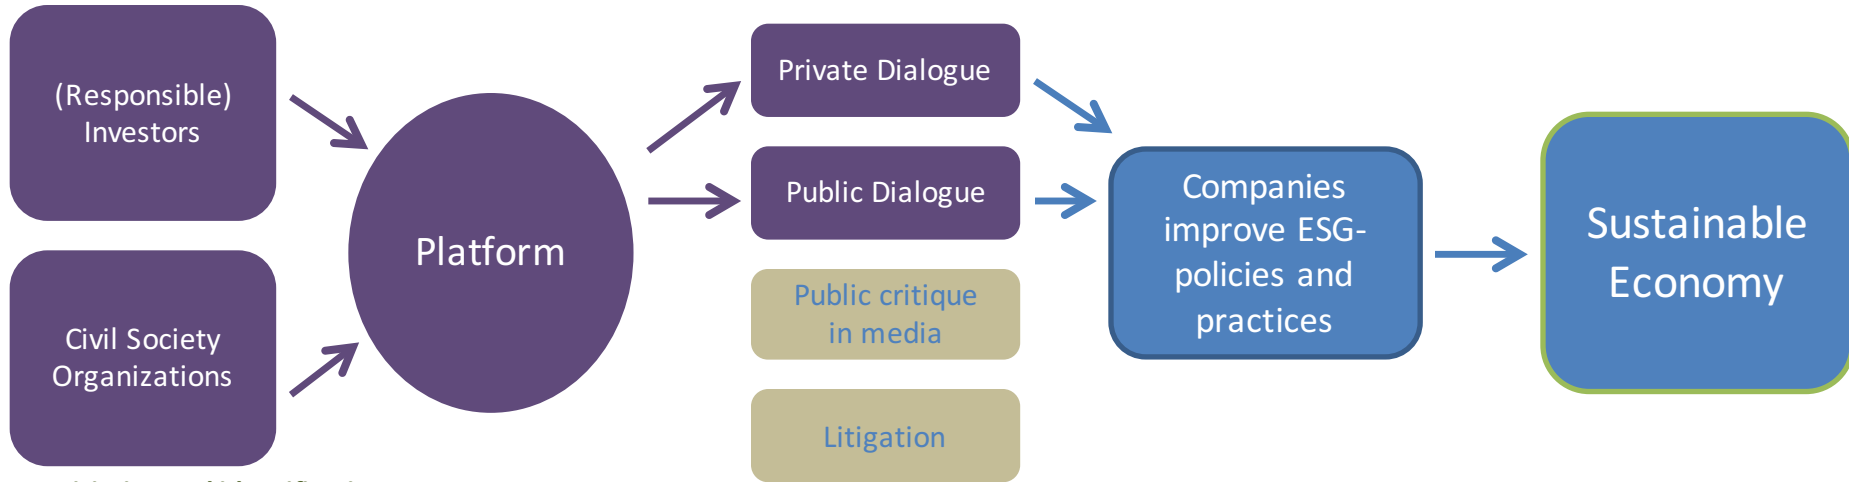 (Responsible)
Investors
Civil Society
Organizations
Platform
Private Dialogue
Public Dialogue
Public critique
in media
Litigation
Companies
improve ESG-
policies and
practices
Sustainable
Economy